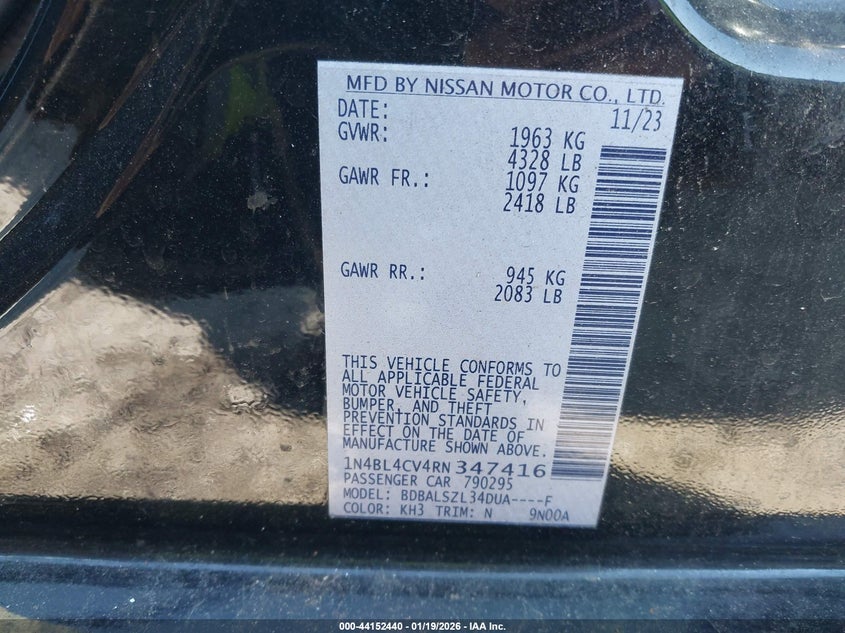 MFD BY NISSAN MOTOR CO., LTD.
DATE: 11/23
GVWR: 1963 KG
4328 LB
GAWR FR.: 1097 KG
2418 LB
GAWR RR.: 945 KG
2083 LB
THIS VEHICLE CONFORMS TO
ALL APPLICABLE FEDERAL
MOTOR VEHICLE SAFETY,
BUMPER, AND THEFT
PREVENTION STANDARDS IN
EFFECT ON THE DATE OF
MANUFACTURE SHOWN ABOVE.
1N4BL4CV4RN347416
PASSENGER CAR 790295
MODEL: BDBALSZL34DUA----F
COLOR: KH3 TRIM: N 9N00A
000-44152440 - 01/19/2026 - IAA Inc.